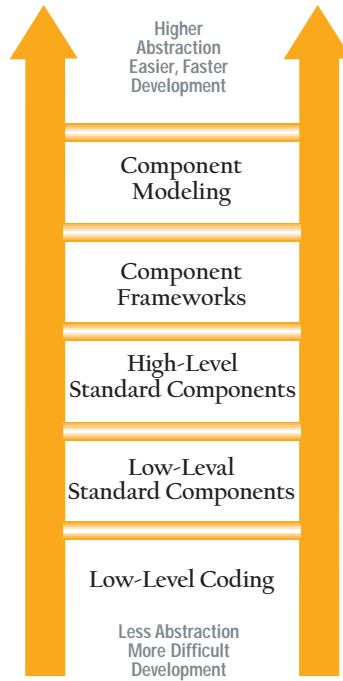 Higher
Abstraction
Easier, Faster
Development
Component
Modeling
Component
Frameworks
High-Level
Standard Components
Low-Leval
Standard Components
Low-Level Coding
Less Abstraction
More Difficult
Development